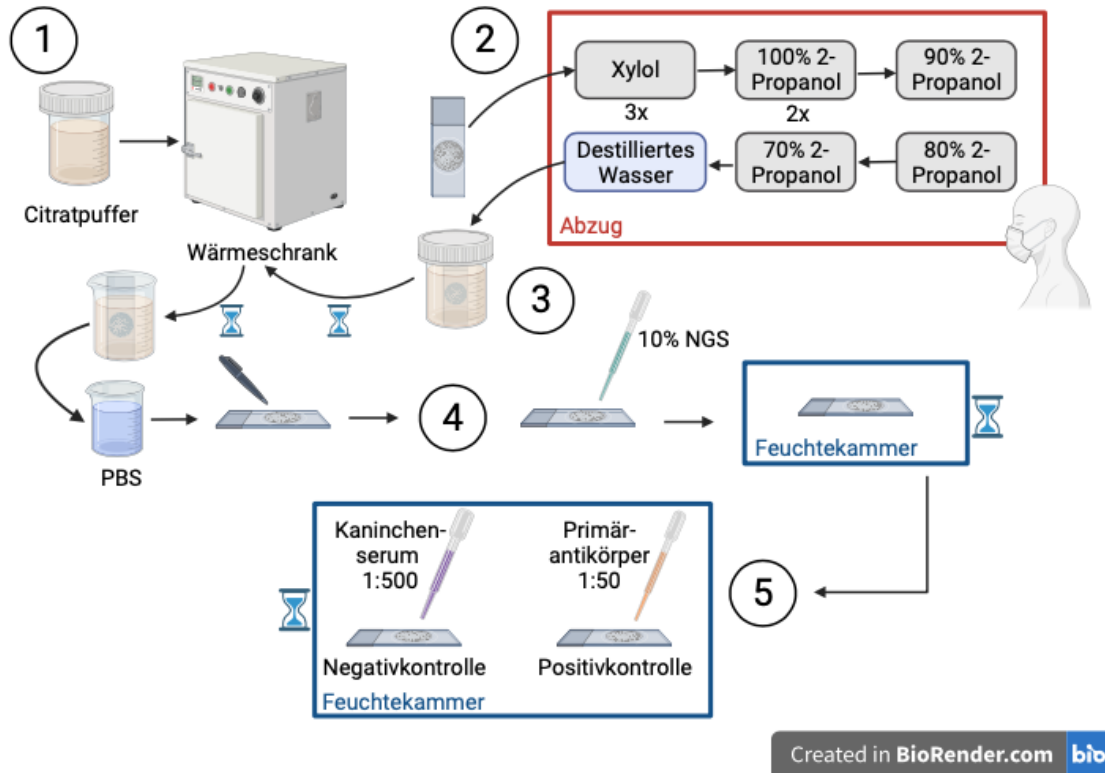 1
2
Xylol
100% 2-
Propanol
90% 2-
Propanol
3x
2x
Destilliertes
Wasser
70% 2-
Propanol
80% 2-
Propanol
Abzug
Citratpuffer
Wärmeschrank
3
10% NGS
4
PBS
Feuchtekammer
Kaninchen-
serum
1:500
Primär-
antikörper
1:50
5
Negativkontrolle
Positivkontrolle
Feuchtekammer
Created in BioRender.com
bio